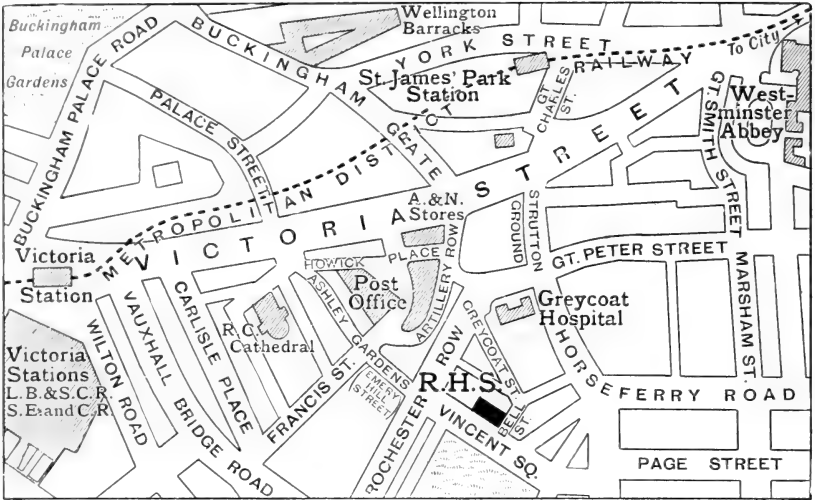 Buckingham
Palace
Gardens
Wellington
Barracks
BUCKINGHAM PALACE ROAD
BUCKINGHAM GATE
YORK STREET
To City
St. James' Park
Station
METROPOLITAN DISTRICT RAILWAY
GT. CHARLES ST.
GT. SMITH STREET
West-
minster
Abbey
PALACE STREET
VICTORIA STREET
A.&N.
Stores
STRUTTON
GROUND
GT. PETER STREET
Victoria
Station
HOWICK PLACE
ARTILLERY ROW
Post
Office
ASHLEY GARDENS
Greycoat
Hospital
MARSHAM ST.
R.C.
Cathedral
CARLISLE PLACE
VAUXHALL BRIDGE ROAD
WILTON ROAD
Victoria
Stations
L.B.&S.C.R.
S.E. and C.R.
FRANCIS ST.
EMERY
HILL
STREET
GREYCOAT ST.
R.H.S.
BELL
ST.
HORSEFERRY ROAD
ROCHESTER ROW
VINCENT SQ.
PAGE STREET